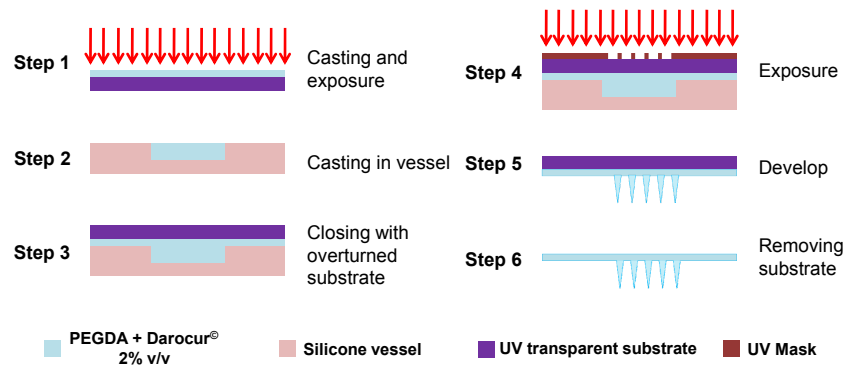 Step 1
Casting and
exposure
Step 2
Casting in vessel
Step 3
Closing with
overturned
substrate
Step 4
Exposure
Step 5
Develop
Step 6
Removing
substrate
PEGDA + Darocur©
2% v/v
Silicone vessel
UV transparent substrate
UV Mask